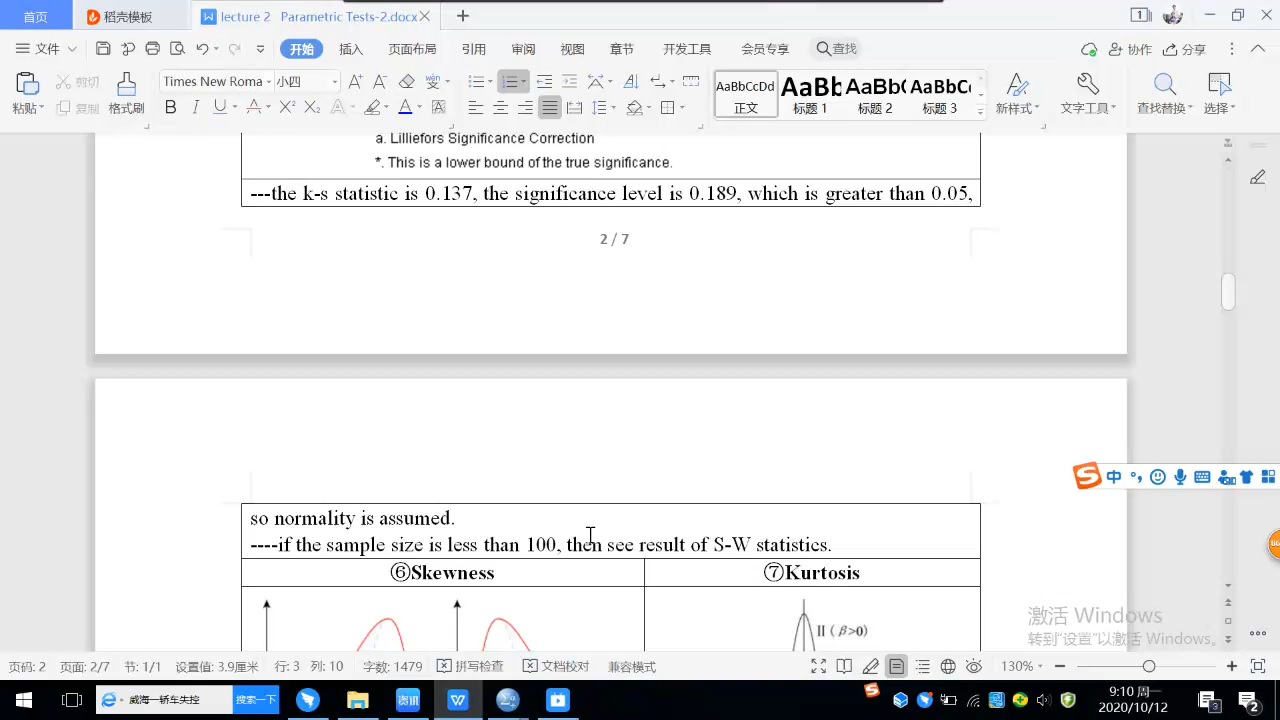 首页
稻壳模板
lecture 2 Parametric Tests-2.docx
文件
开始
插入
页面布局
引用
审阅
视图
章节
开发工具
会员专享
查找
协作
分享
粘贴
剪切
复制
格式刷
Times New Roma
小四
AaBbCcDd
正文
AaBb
标题 1
AaBb(
标题 2
AaBbC(
标题 3
新样式
文字工具
查找替换
选择
a. Lilliefors Significance Correction
*. This is a lower bound of the true significance.
---the k-s statistic is 0.137, the significance level is 0.189, which is greater than 0.05,
2 / 7
so normality is assumed.
----if the sample size is less than 100, then see result of S-W statistics.
⑥Skewness
⑦Kurtosis
II ( β>0)
激活 Windows
转到"设置"以激活 Windows。
中
页码: 2
页面: 2/7
节: 1/1
设置值: 3.9厘米
行: 3
列: 10
字数: 1479
拼写检查
文档校对
兼容模式
130%
威海一轿车失控
搜索一下
9:10 周一
2020/10/12